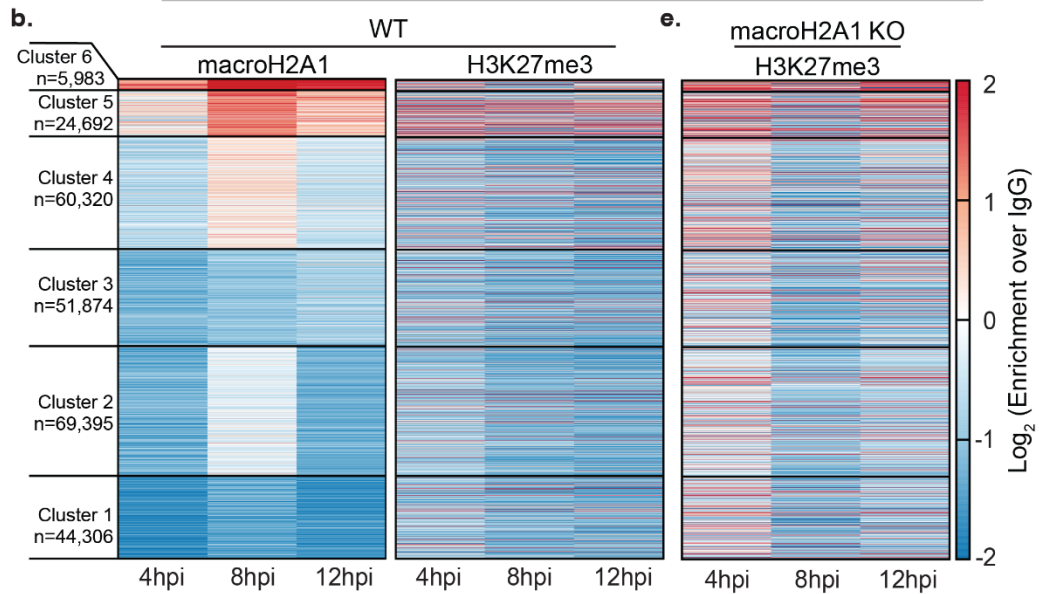 b.
e.
WT
macroH2A1 KO
macroH2A1
H3K27me3
H3K27me3
Cluster 6
n=5,983
Cluster 5
n=24,692
Cluster 4
n=60,320
Cluster 3
n=51,874
Cluster 2
n=69,395
Cluster 1
n=44,306
4hpi 8hpi 12hpi
4hpi 8hpi 12hpi
4hpi 8hpi 12hpi
2
1
0
-1
-2
Log₂ (Enrichment over IgG)